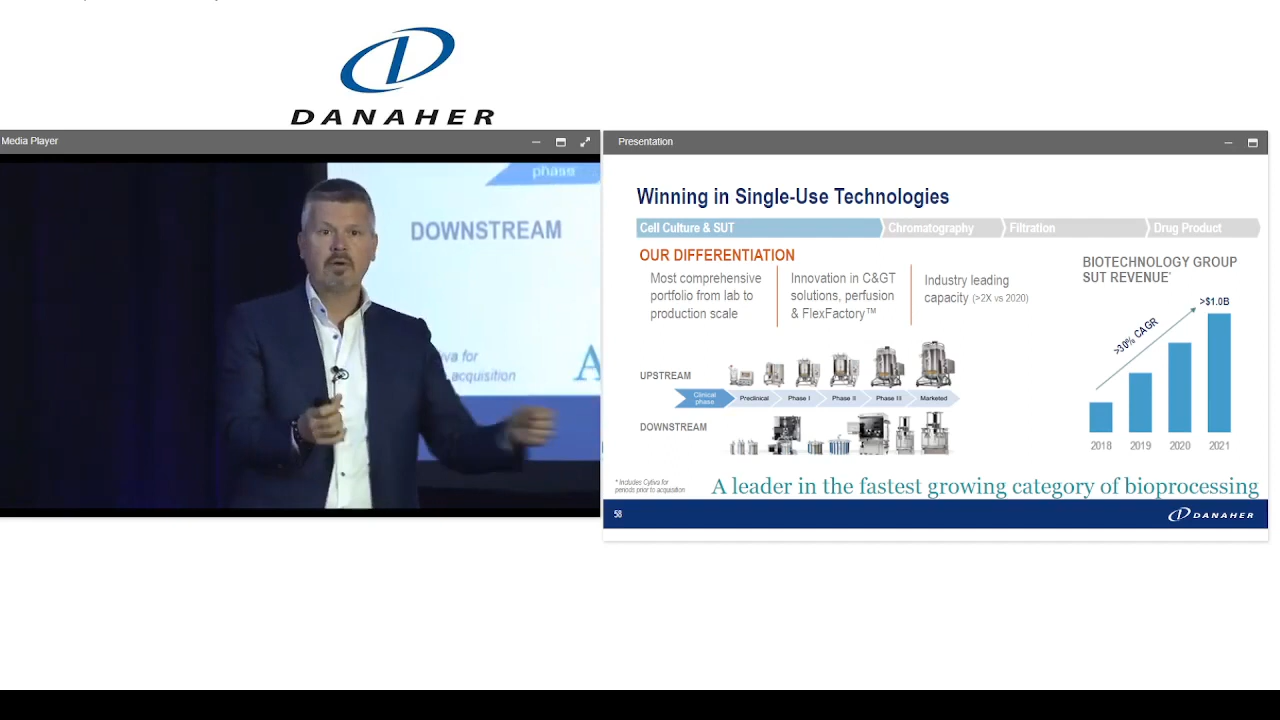 DANAHER
Media Player
phase
DOWNSTREAM
Cytiva for
acquisition
A
Presentation
Winning in Single-Use Technologies
Cell Culture & SUT
Chromatography
Filtration
Drug Product
OUR DIFFERENTIATION
Most comprehensive
portfolio from lab to
production scale
Innovation in C&GT
solutions, perfusion
& FlexFactory™
Industry leading
capacity (>2X vs 2020)
BIOTECHNOLOGY GROUP
SUT REVENUE*
>$1.0B
>30% CAGR
2018
2019
2020
2021
UPSTREAM
Clinical
phase
Preclinical
Phase I
Phase II
Phase III
Marketed
DOWNSTREAM
* Includes Cytiva for
periods prior to acquisition
A leader in the fastest growing category of bioprocessing
58
DANAHER